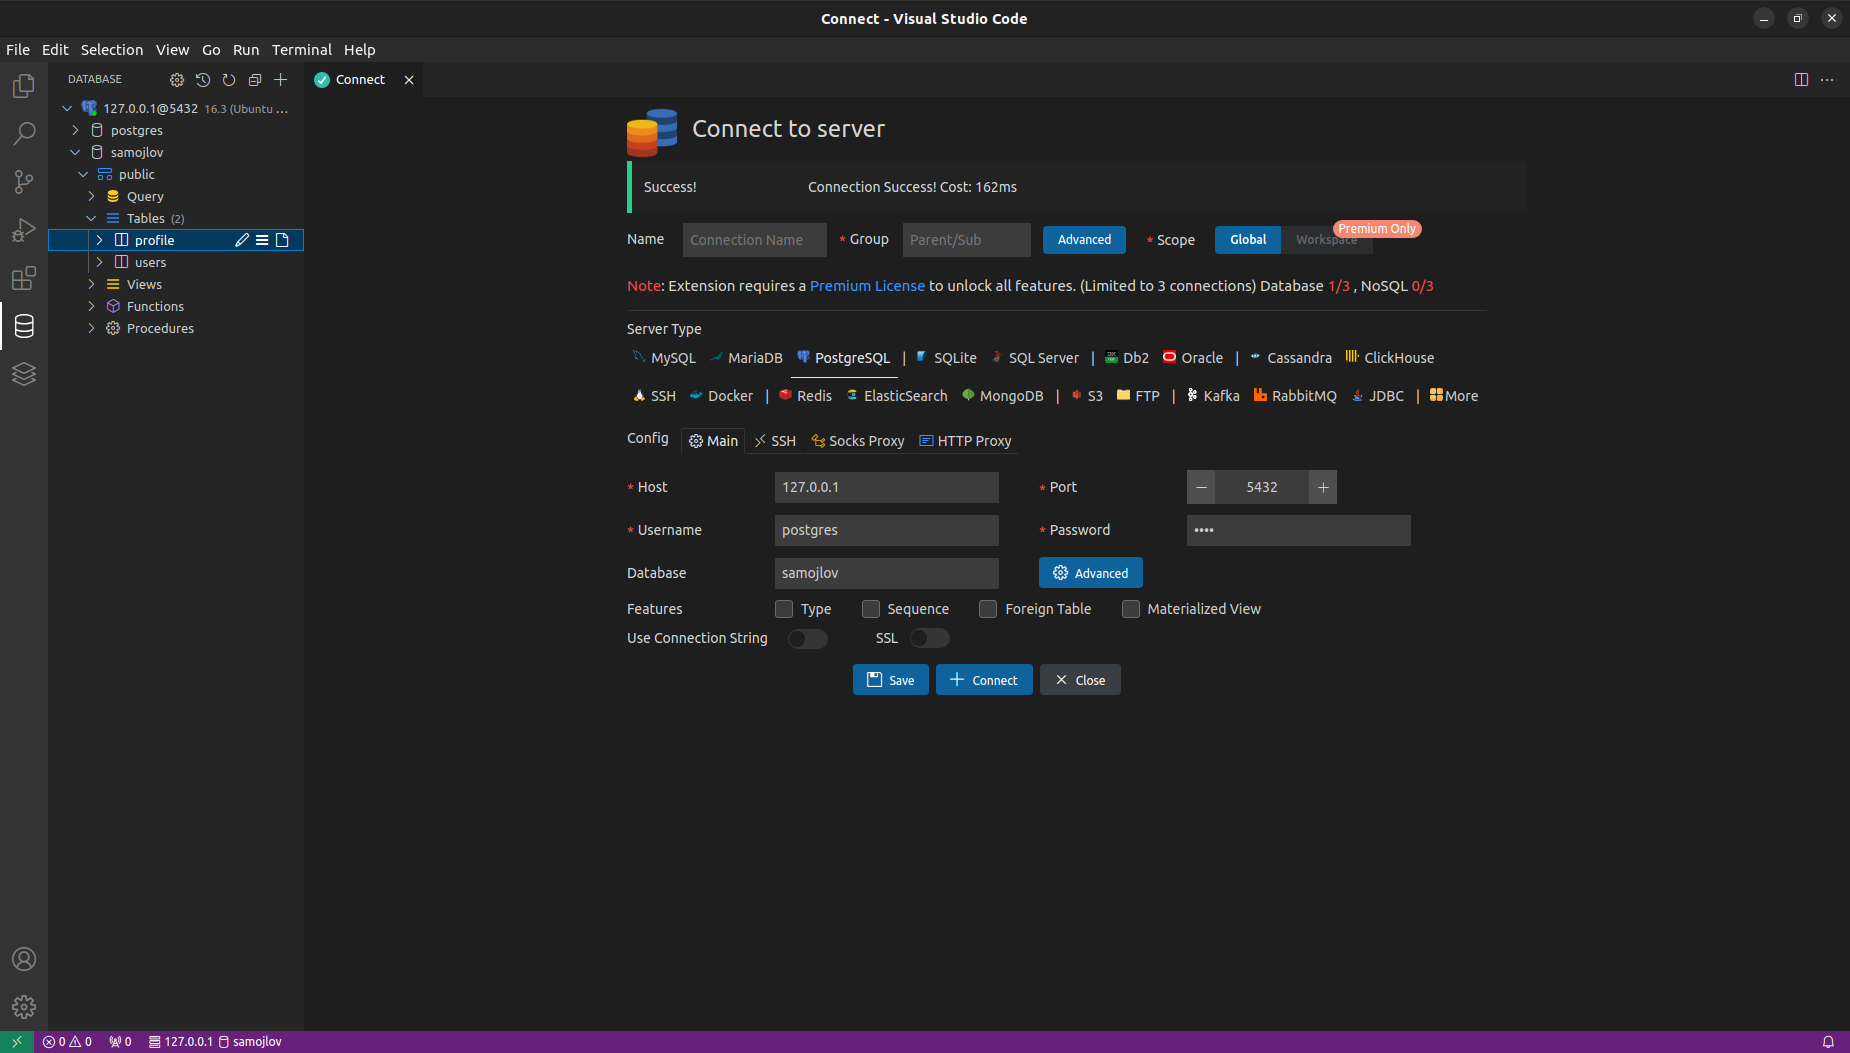 Connect - Visual Studio Code
File Edit Selection View Go Run Terminal Help
DATABASE
Connect
127.0.0.1@5432 16.3 (Ubuntu ...
postgres
samojlov
public
Query
Tables (2)
profile
users
Views
Functions
Procedures
Connect to server
Success! Connection Success! Cost: 162ms
Name Connection Name * Group Parent/Sub Advanced * Scope Global Workspace Premium Only
Note: Extension requires a Premium License to unlock all features. (Limited to 3 connections) Database 1/3 , NoSQL 0/3
Server Type
MySQL MariaDB PostgreSQL | SQLite SQL Server | Db2 Oracle | Cassandra ClickHouse
SSH Docker | Redis ElasticSearch MongoDB | S3 FTP | Kafka RabbitMQ JDBC | More
Config Main SSH Socks Proxy HTTP Proxy
* Host 127.0.0.1 * Port 5432
* Username postgres * Password ••••
Database samojlov Advanced
Features Type Sequence Foreign Table Materialized View
Use Connection String SSL
Save Connect Close
0 0 0 127.0.0.1 samojlov